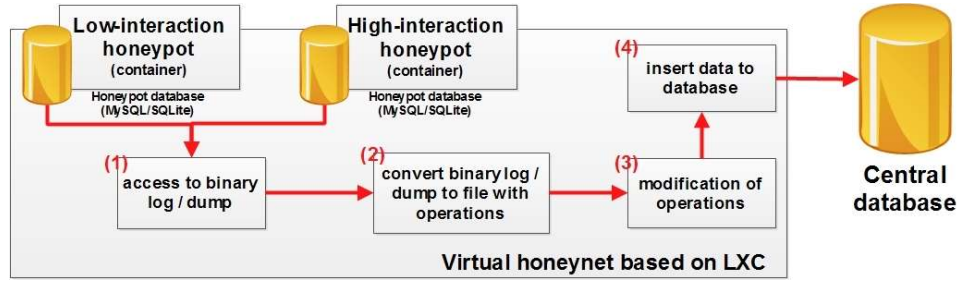 Low-interaction
honeypot
(container)
Honeypot database
(MySQL/SQLite)
High-interaction
honeypot
(container)
Honeypot database
(MySQL/SQLite)
(1)
access to binary
log / dump
(2)
convert binary log /
dump to file with
operations
(3)
modification of
operations
(4)
insert data to
database
Central
database
Virtual honeynet based on LXC